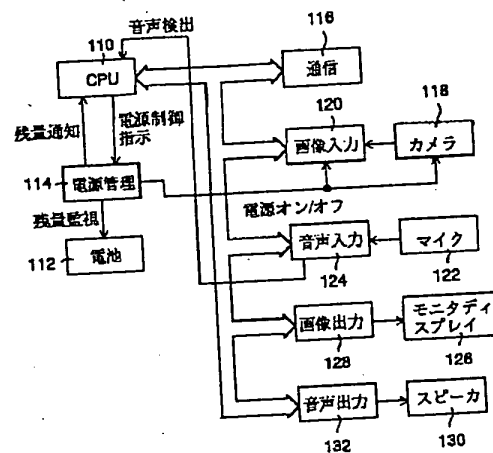 音声検出
110
CPU
116
通信
残量通知
電源制御
指示
120
画像入力
118
カメラ
114
電源管理
電源オン/オフ
残量監視
112
電池
音声入力
124
マイク
122
画像出力
128
モニタディ
スプレイ
126
音声出力
132
スピーカ
130